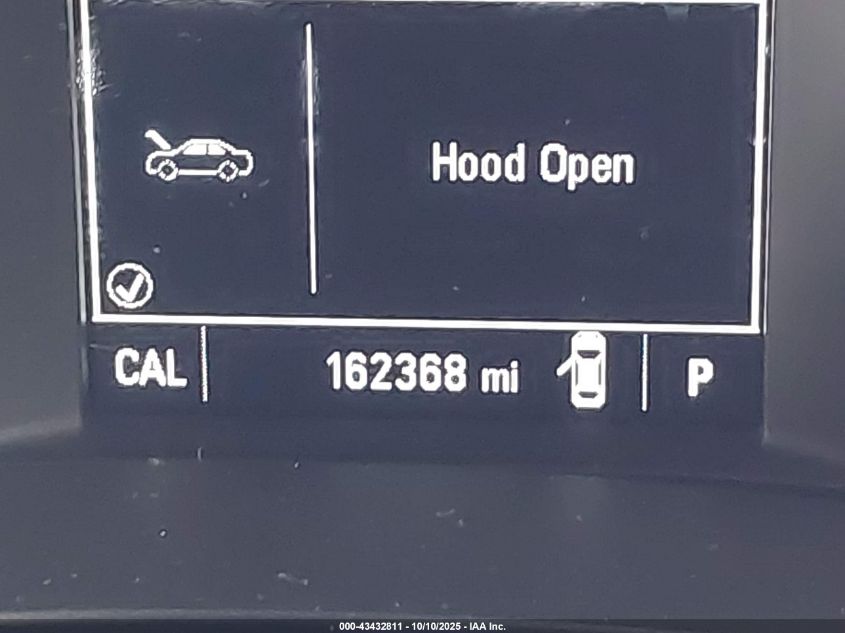 Hood Open
CAL 162368 mi P
000-43432811 - 10/10/2025 - IAA Inc.